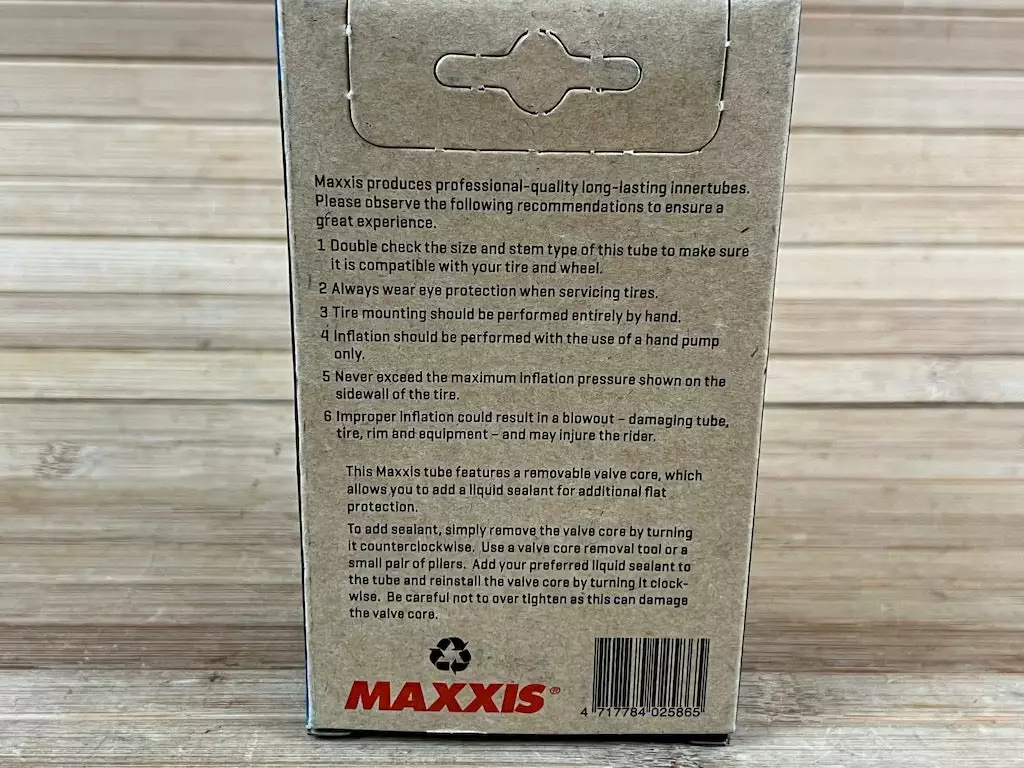 Maxxis produces professional-quality long-lasting innertubes.
Please observe the following recommendations to ensure a
great experience.
1 Double check the size and stem type of this tube to make sure
it is compatible with your tire and wheel.
2 Always wear eye protection when servicing tires.
3 Tire mounting should be performed entirely by hand.
4 Inflation should be performed with the use of a hand pump
only.
5 Never exceed the maximum inflation pressure shown on the
sidewall of the tire.
6 Improper inflation could result in a blowout – damaging tube,
tire, rim and equipment – and may injure the rider.
This Maxxis tube features a removable valve core, which
allows you to add a liquid sealant for additional flat
protection.
To add sealant, simply remove the valve core by turning
it counterclockwise. Use a valve core removal tool or a
small pair of pliers. Add your preferred liquid sealant to
the tube and reinstall the valve core by turning it clock-
wise. Be careful not to over tighten as this can damage
the valve core.
MAXXIS®
4 717784 025865